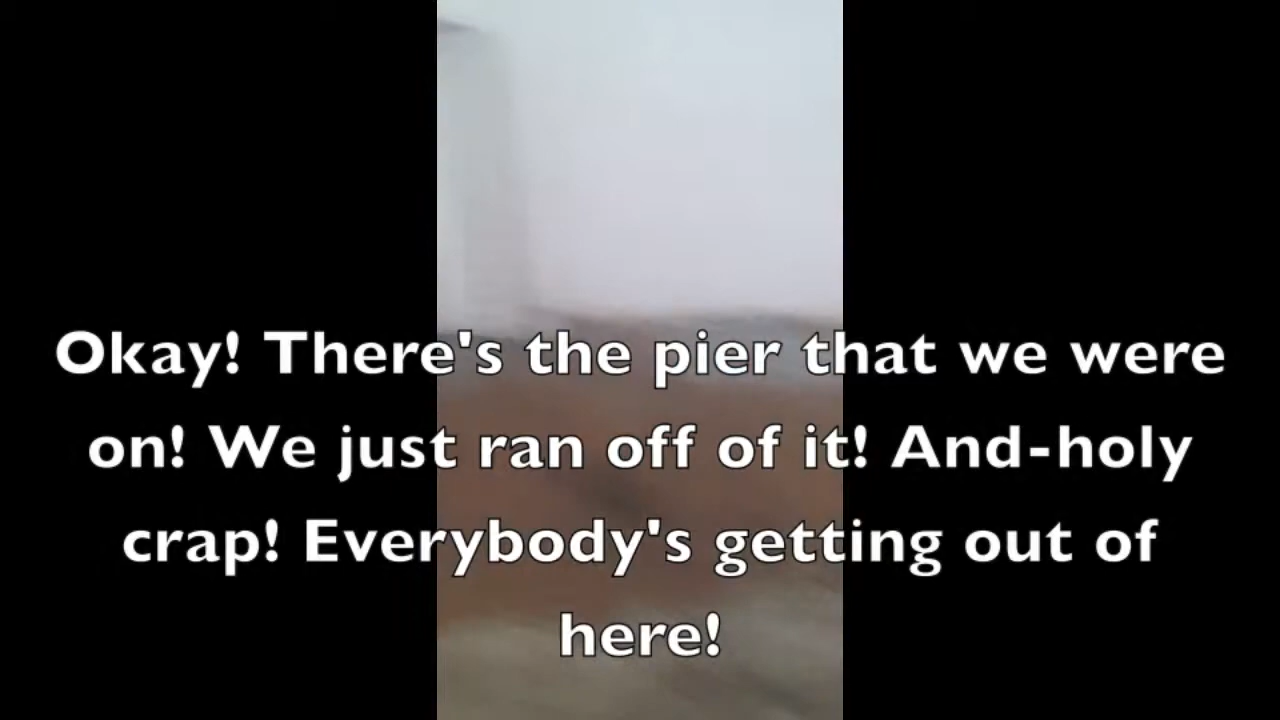 Okay! There's the pier that we were
on! We just ran off of it! And-holy
crap! Everybody's getting out of
here!